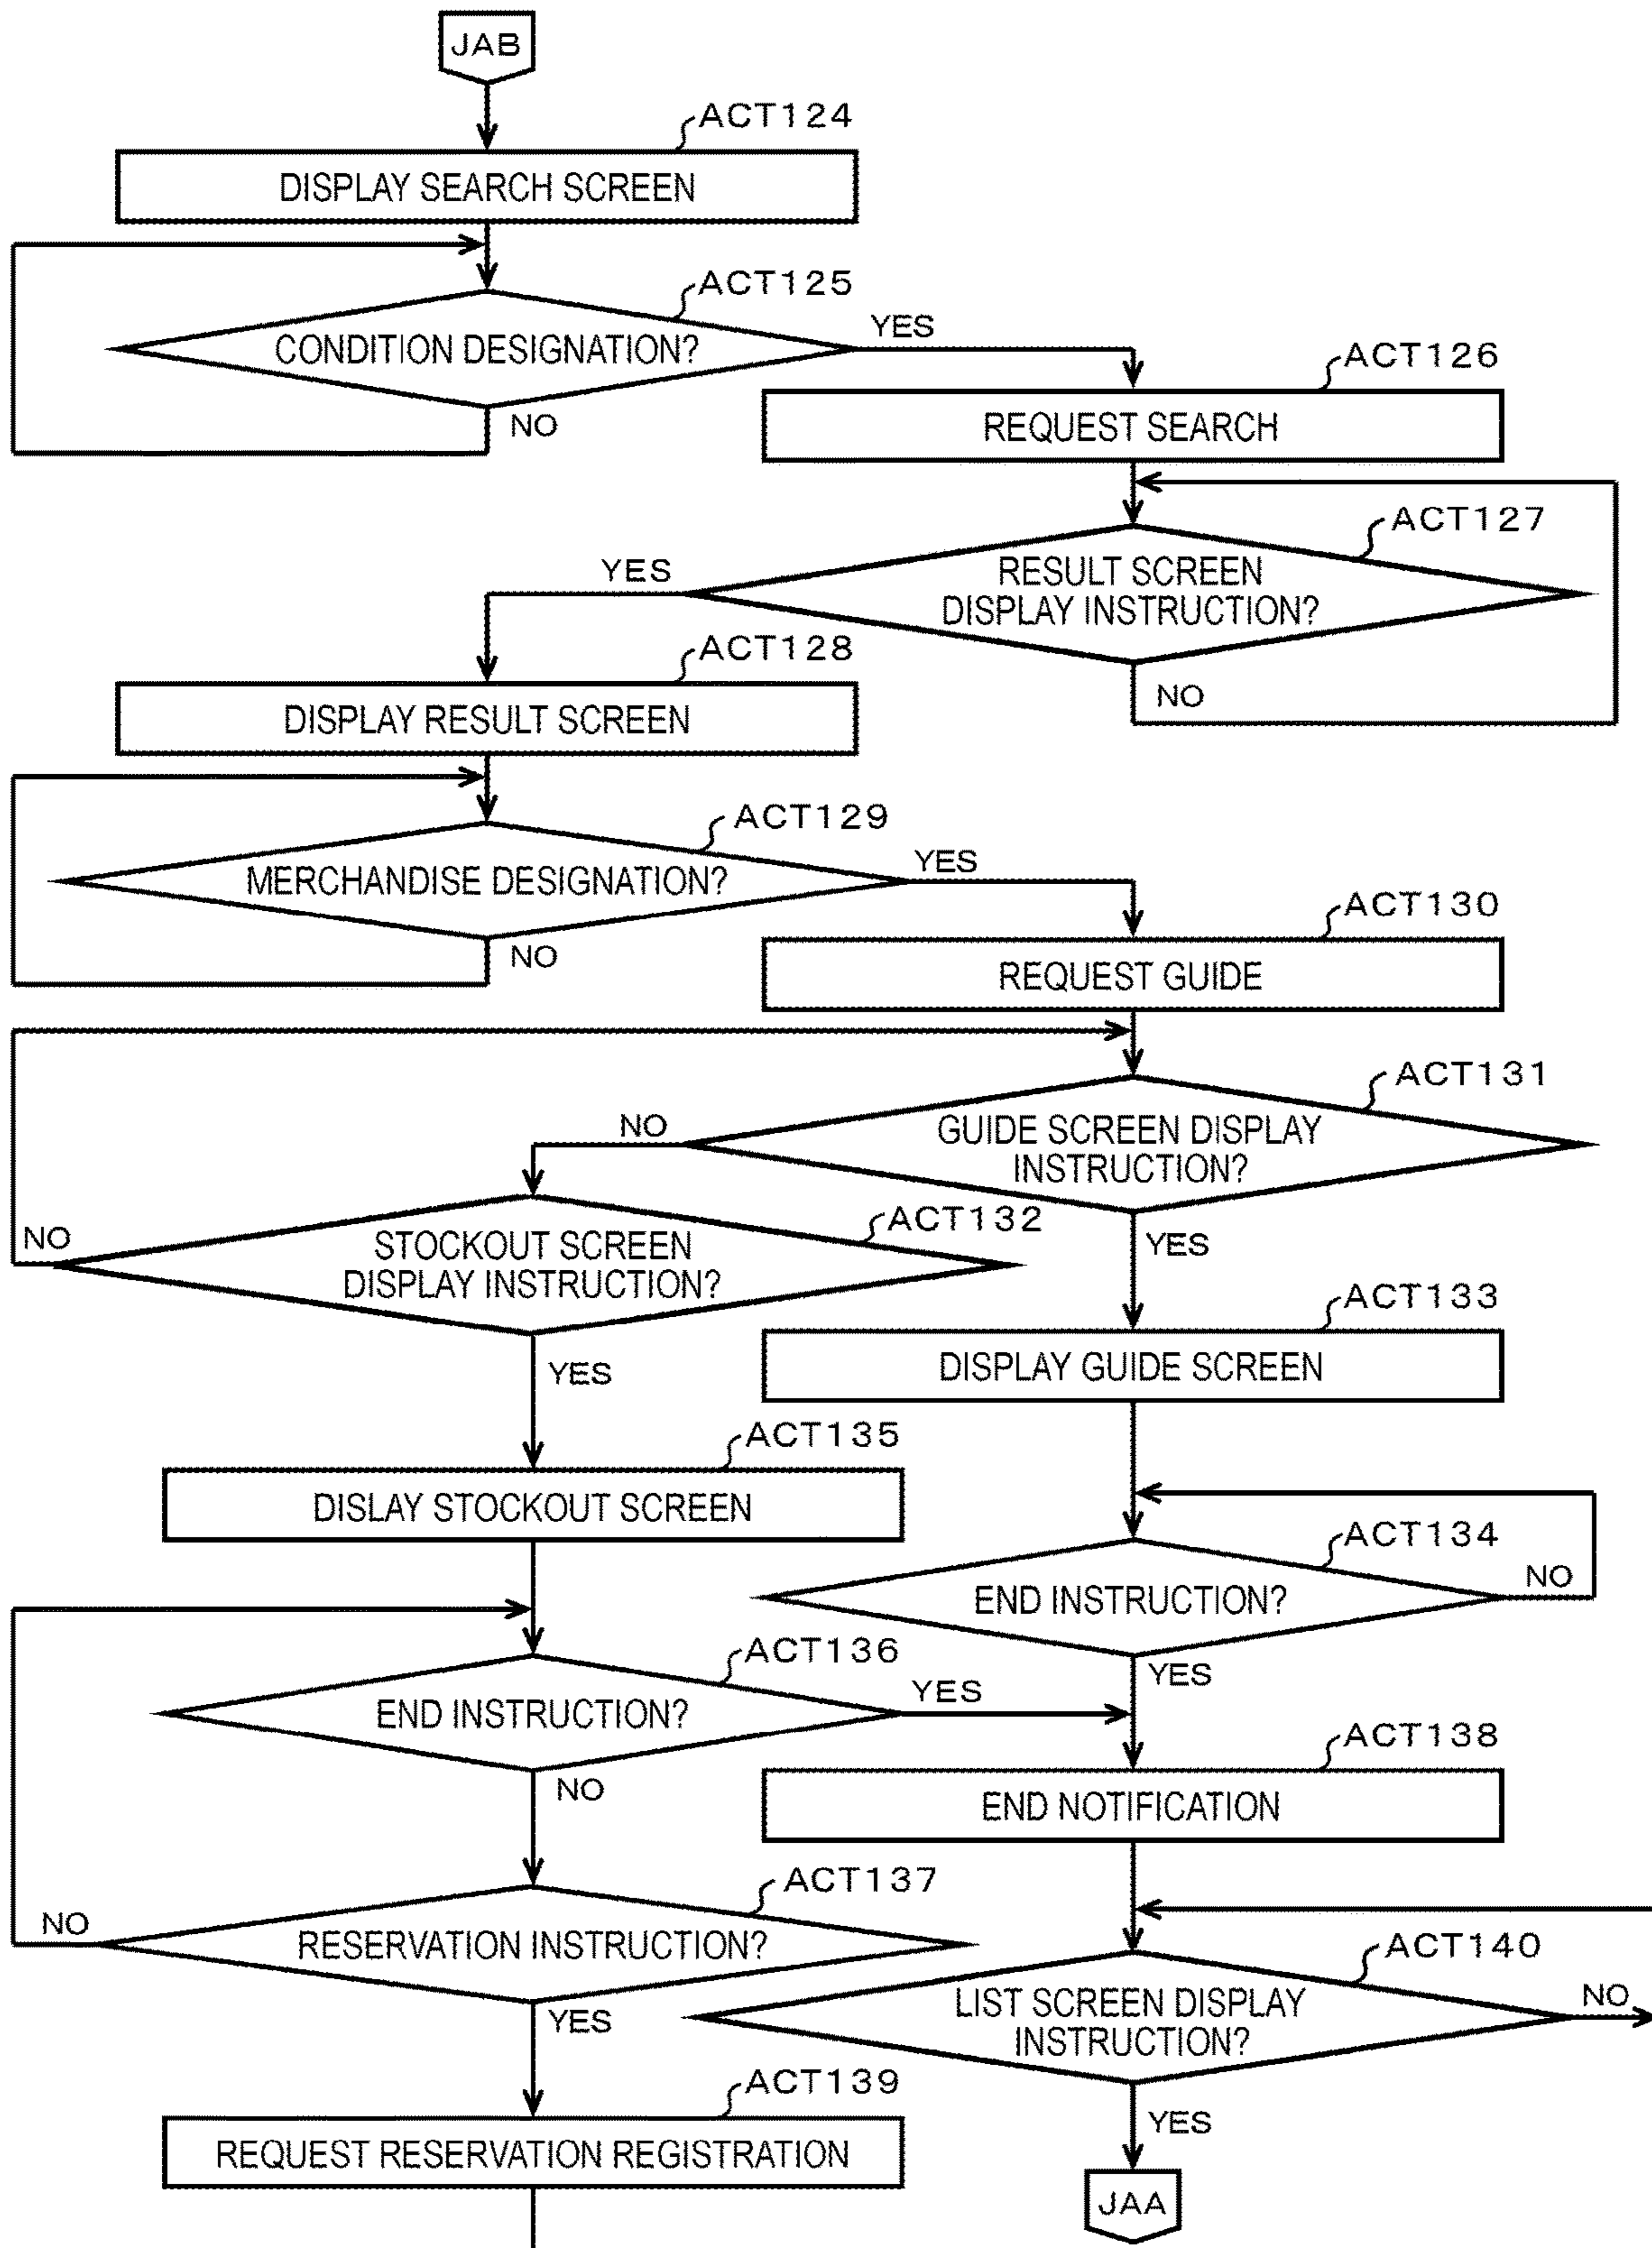 JAB
ACT124
DISPLAY SEARCH SCREEN
ACT125
CONDITION DESIGNATION?
YES
NO
ACT126
REQUEST SEARCH
ACT127
RESULT SCREEN
DISPLAY INSTRUCTION?
YES
NO
ACT128
DISPLAY RESULT SCREEN
ACT129
MERCHANDISE DESIGNATION?
YES
NO
ACT130
REQUEST GUIDE
ACT131
GUIDE SCREEN DISPLAY
INSTRUCTION?
NO
YES
ACT132
STOCKOUT SCREEN
DISPLAY INSTRUCTION?
NO
YES
ACT133
DISPLAY GUIDE SCREEN
ACT135
DISLAY STOCKOUT SCREEN
ACT134
END INSTRUCTION?
NO
YES
ACT136
END INSTRUCTION?
YES
NO
ACT138
END NOTIFICATION
ACT137
RESERVATION INSTRUCTION?
NO
YES
ACT140
LIST SCREEN DISPLAY
INSTRUCTION?
NO
YES
ACT139
REQUEST RESERVATION REGISTRATION
JAA